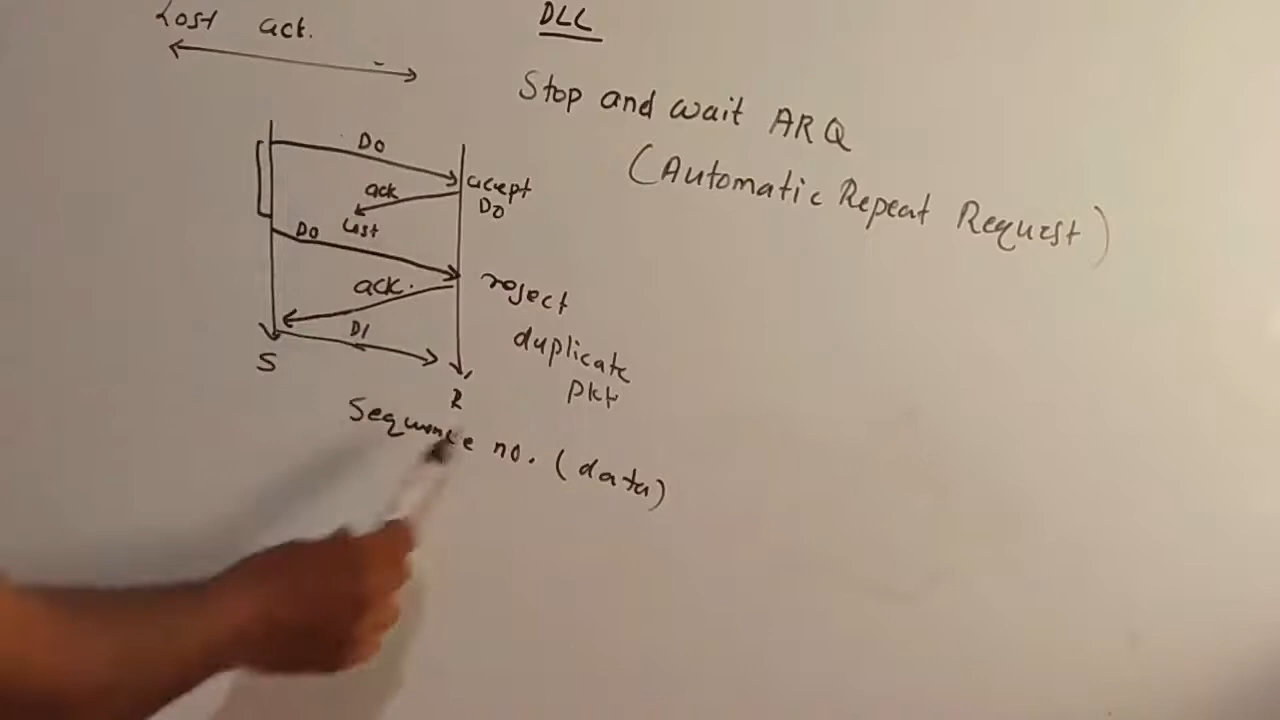 Lost act.
DLL
Stop and wait ARQ
(Automatic Repeat Request)
D0
accept
D0
ack
Lost
D0
ack.
reject
duplicate
pkt
D1
S
R
Sequence no. (data)